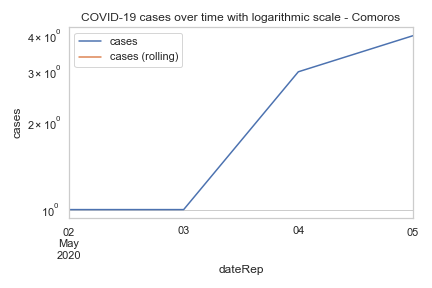 COVID-19 cases over time with logarithmic scale - Comoros
cases
cases (rolling)
4 × 10⁰
3 × 10⁰
2 × 10⁰
10⁰
cases
02
May
2020
03
04
05
dateRep